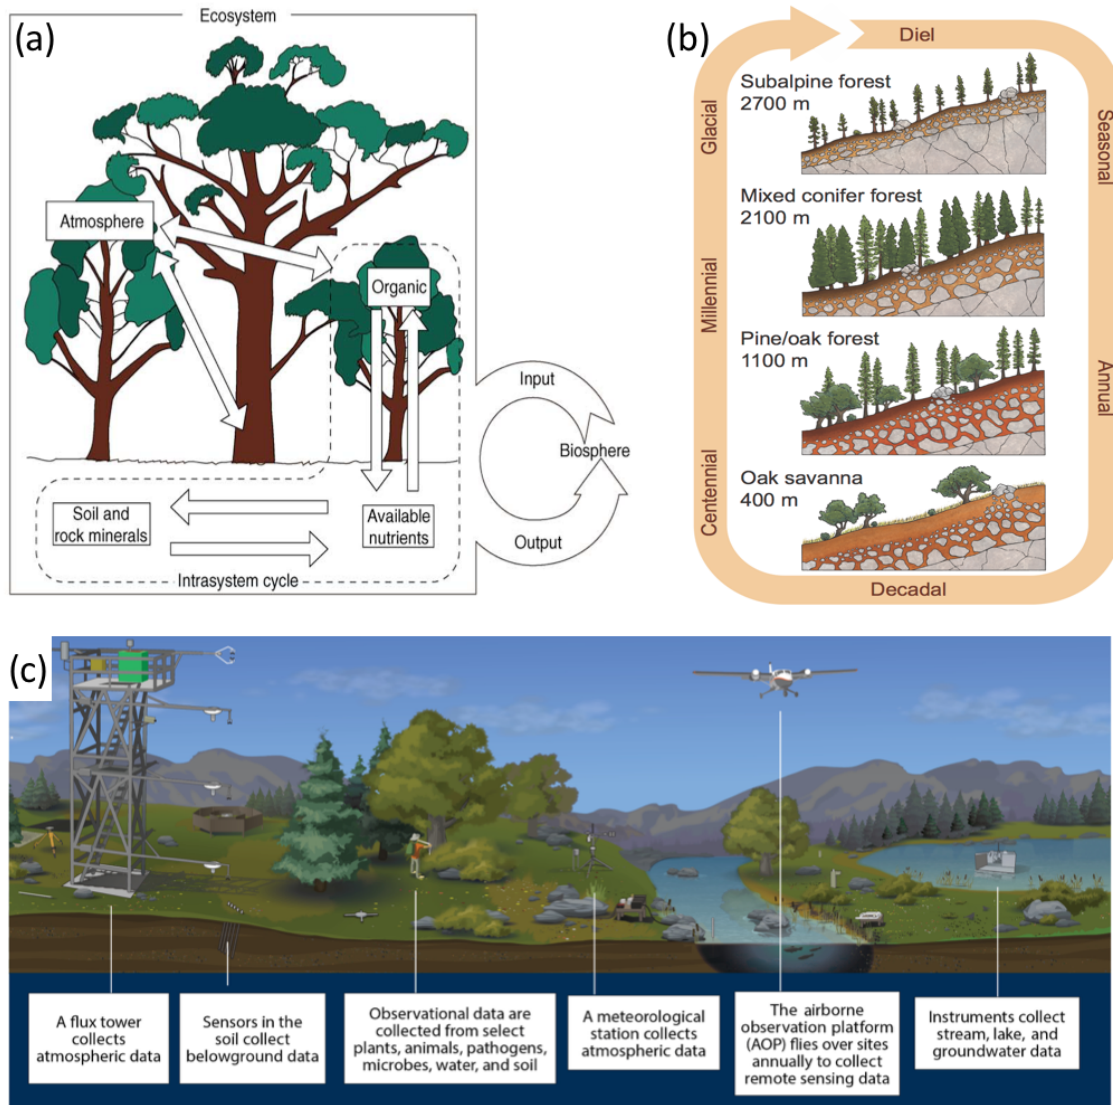 (a)
Ecosystem
Atmosphere
Organic
Input
Biosphere
Output
Soil and
rock minerals
Available
nutrients
Intrasystem cycle
(b)
Diel
Seasonal
Annual
Decadal
Centennial
Millennial
Glacial
Subalpine forest
2700 m
Mixed conifer forest
2100 m
Pine/oak forest
1100 m
Oak savanna
400 m
(c)
A flux tower
collects
atmospheric data
Sensors in the
soil collect
belowground data
Observational data are
collected from select
plants, animals, pathogens,
microbes, water, and soil
A meteorological
station collects
atmospheric data
The airborne
observation platform
(AOP) flies over sites
annually to collect
remote sensing data
Instruments collect
stream, lake, and
groundwater data